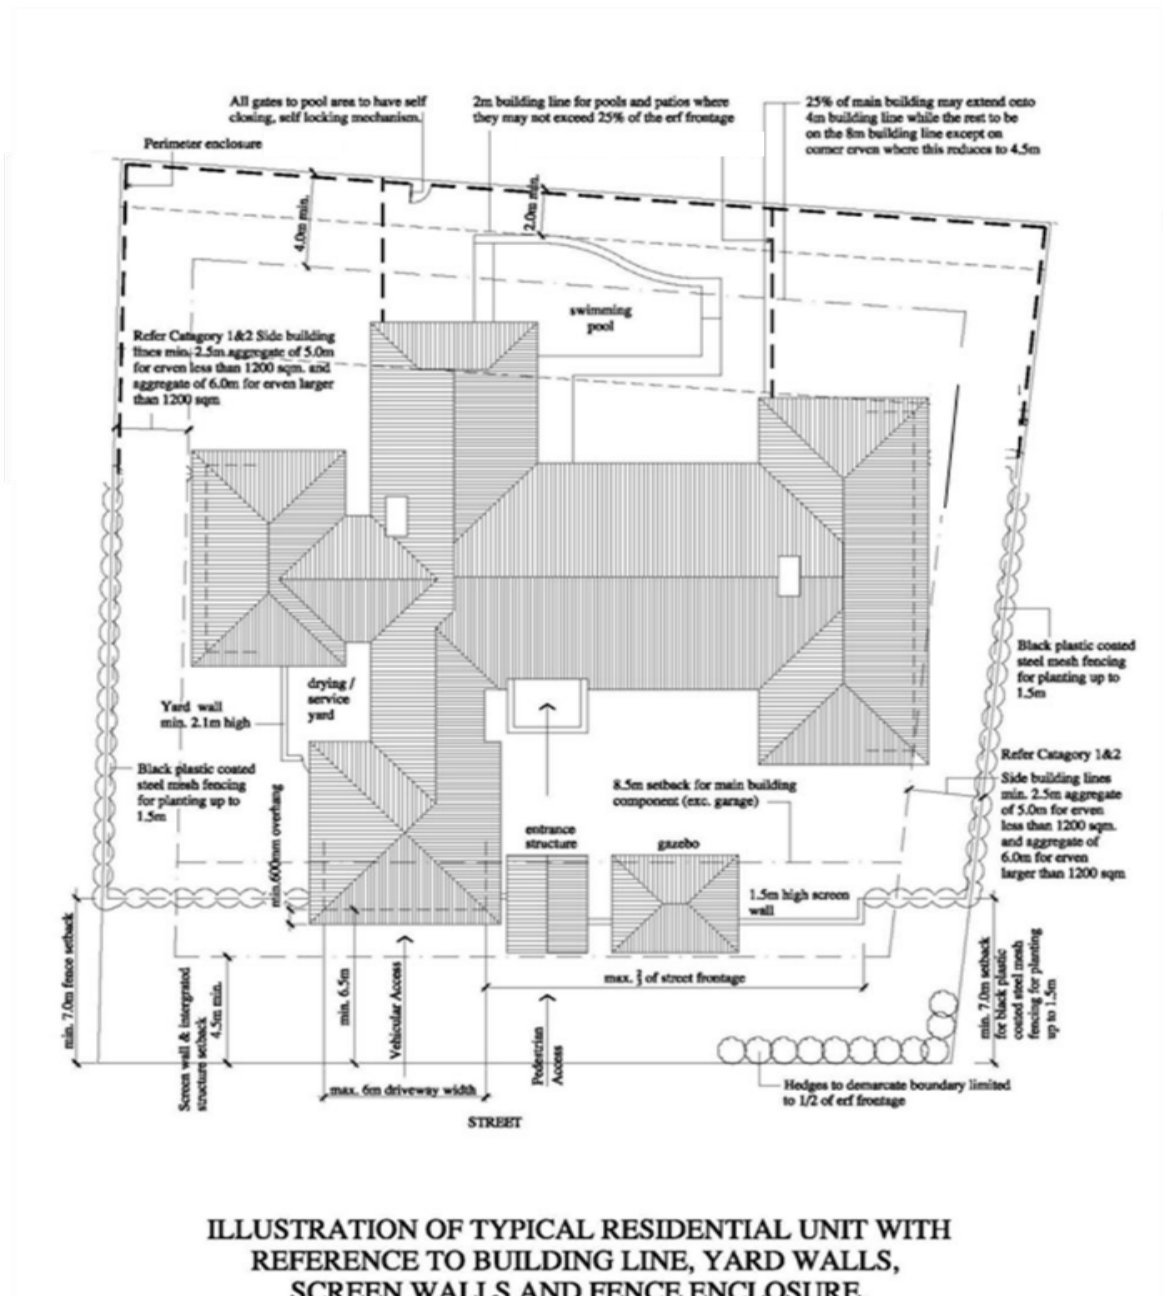 All gates to pool area to have self
closing, self locking mechanism.
2m building line for pools and patios where
they may not exceed 25% of the erf frontage
25% of main building may extend onto
4m building line while the rest to be
on the 8m building line except on
corner erven where this reduces to 4.5m
Perimeter enclosure
4.0m min.
2.0m min.
swimming
pool
Refer Catagory 1&2 Side building
lines min. 2.5m aggregate of 5.0m
for erven less than 1200 sqm. and
aggregate of 6.0m for erven larger
than 1200 sqm
Black plastic coated
steel mesh fencing
for planting up to
1.5m
drying /
service
yard
Yard wall
min. 2.1m high
Black plastic coated
steel mesh fencing
for planting up to
1.5m
Refer Catagory 1&2
Side building lines
min. 2.5m aggregate
of 5.0m for erven
less than 1200 sqm.
and aggregate of
6.0m for erven
larger than 1200 sqm
8.5m setback for main building
component (exc. garage)
min.600mm overhang
entrance
structure
gazebo
1.5m high screen
wall
min. 7.0m fence setback
Screen wall & intergrated
structure setback
4.5m min.
min. 6.5m
Vehicular Access
max. ⅔ of street frontage
Pedestrian
Access
min. 7.0m setback
for black plastic
coated steel mesh
fencing for planting
up to 1.5m
max. 6m driveway width
Hedges to demarcate boundary limited
to 1/2 of erf frontage
STREET
ILLUSTRATION OF TYPICAL RESIDENTIAL UNIT WITH
REFERENCE TO BUILDING LINE, YARD WALLS,
SCREEN WALLS AND FENCE ENCLOSURE.